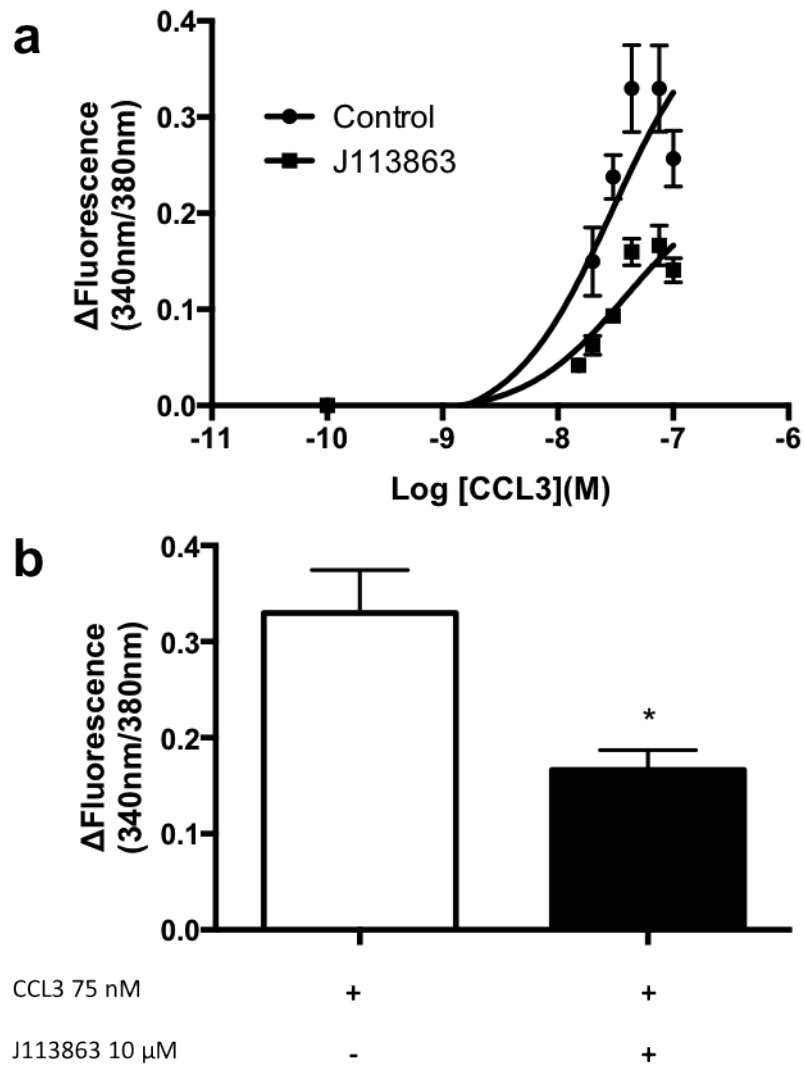 a
ΔFluorescence
(340nm/380nm)
0.4
0.3
0.2
0.1
0.0
Control
J113863
-11 -10 -9 -8 -7 -6
Log [CCL3](M)
b
ΔFluorescence
(340nm/380nm)
0.4
0.3
0.2
0.1
0.0
*
CCL3 75 nM + +
J113863 10 µM - +